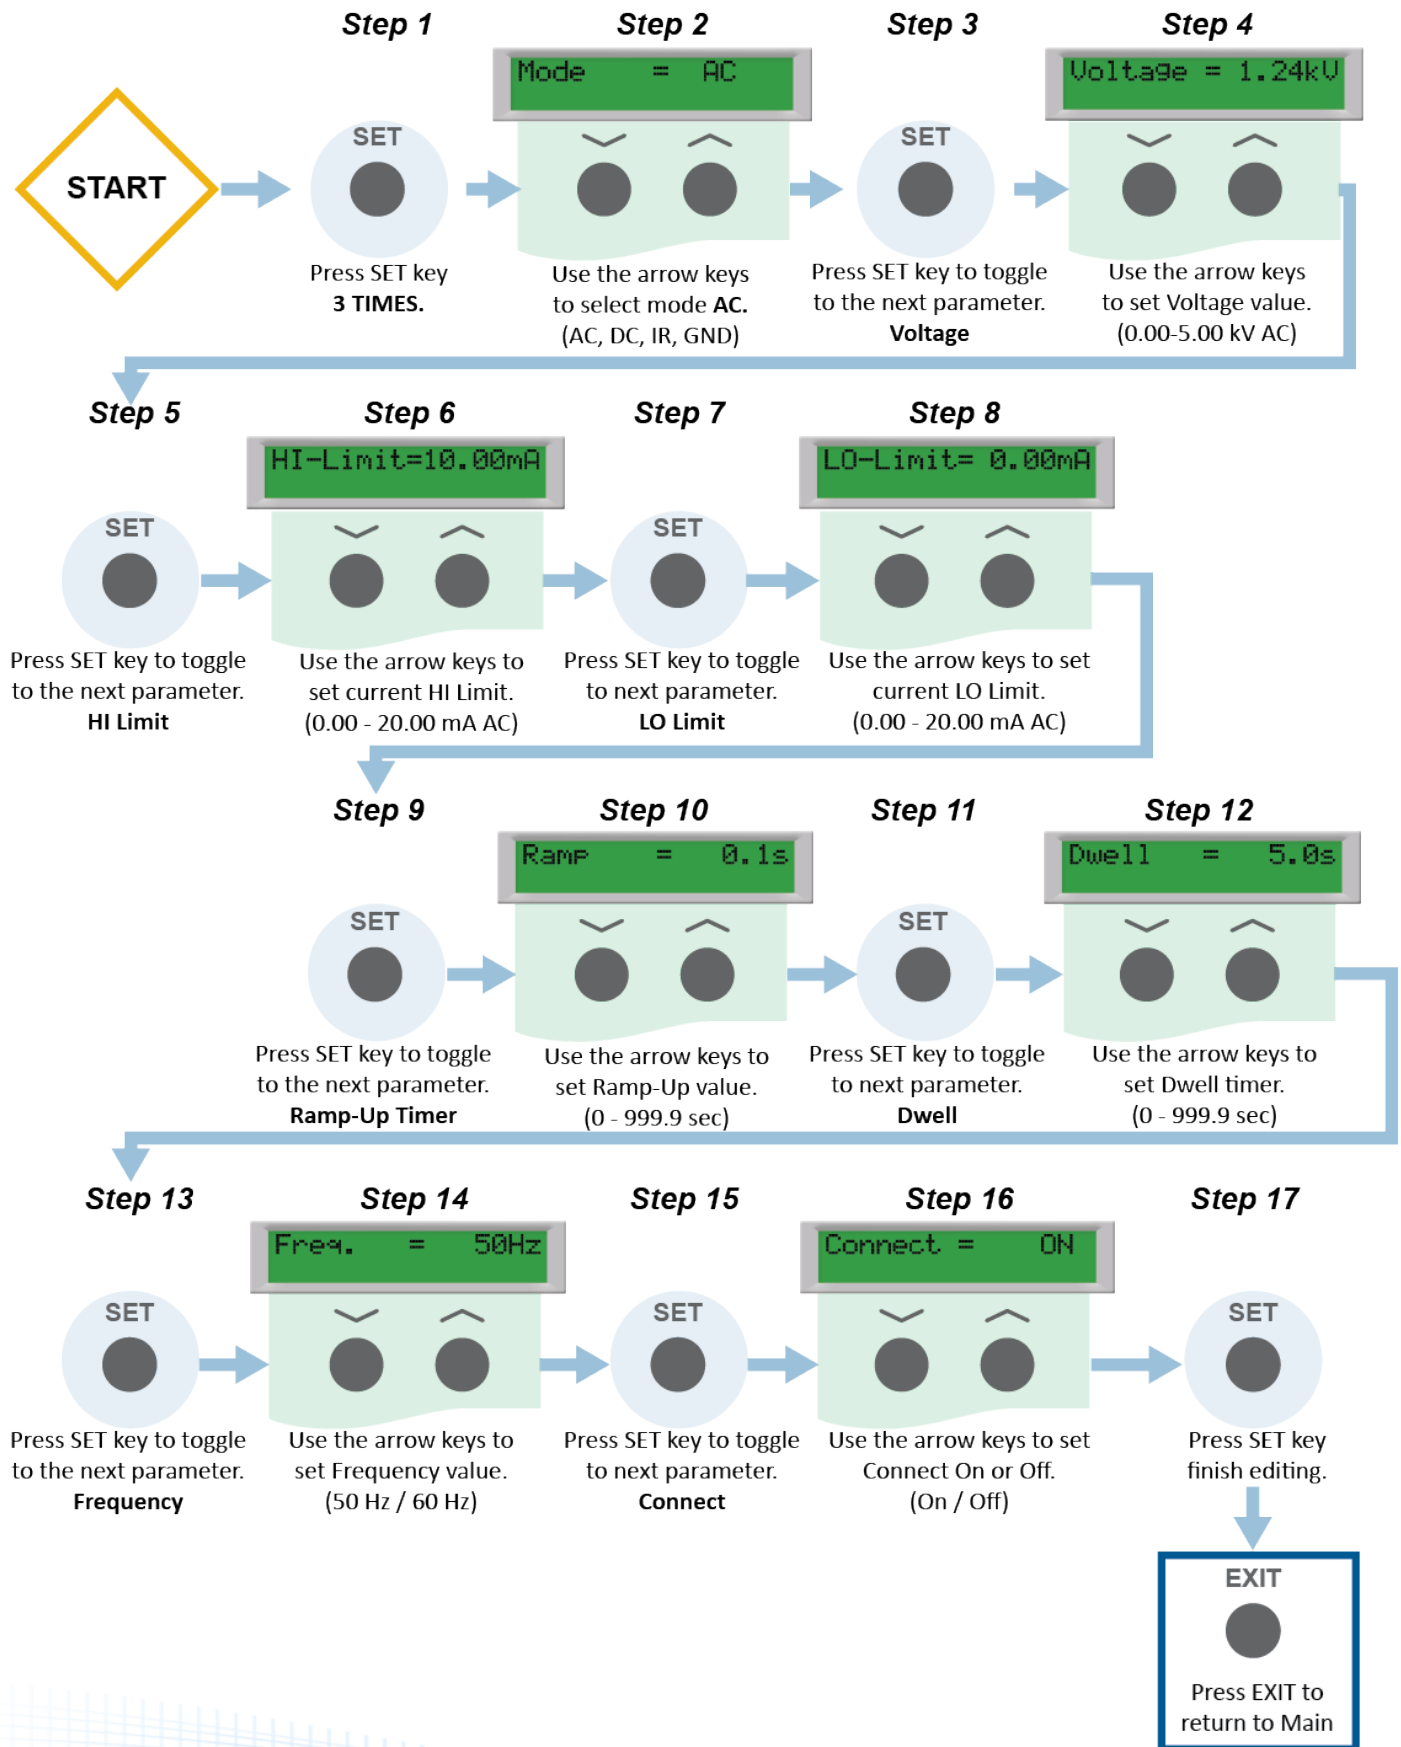 Step 1
Step 2
Step 3
Step 4
Mode = AC
Voltage = 1.24kV
START
SET
SET
Press SET key
3 TIMES.
Use the arrow keys
to select mode AC.
(AC, DC, IR, GND)
Press SET key to toggle
to the next parameter.
Voltage
Use the arrow keys
to set Voltage value.
(0.00-5.00 kV AC)
Step 5
Step 6
Step 7
Step 8
HI-Limit=10.00mA
LO-Limit= 0.00mA
SET
SET
Press SET key to toggle
to the next parameter.
HI Limit
Use the arrow keys to
set current HI Limit.
(0.00 - 20.00 mA AC)
Press SET key to toggle
to next parameter.
LO Limit
Use the arrow keys to set
current LO Limit.
(0.00 - 20.00 mA AC)
Step 9
Step 10
Step 11
Step 12
Ramp = 0.1s
Dwell = 5.0s
SET
SET
Press SET key to toggle
to the next parameter.
Ramp-Up Timer
Use the arrow keys to
set Ramp-Up value.
(0 - 999.9 sec)
Press SET key to toggle
to next parameter.
Dwell
Use the arrow keys to
set Dwell timer.
(0 - 999.9 sec)
Step 13
Step 14
Step 15
Step 16
Step 17
Freq. = 50Hz
Connect = ON
SET
SET
SET
Press SET key to toggle
to the next parameter.
Frequency
Use the arrow keys to
set Frequency value.
(50 Hz / 60 Hz)
Press SET key to toggle
to next parameter.
Connect
Use the arrow keys to set
Connect On or Off.
(On / Off)
Press SET key
finish editing.
EXIT
Press EXIT to
return to Main